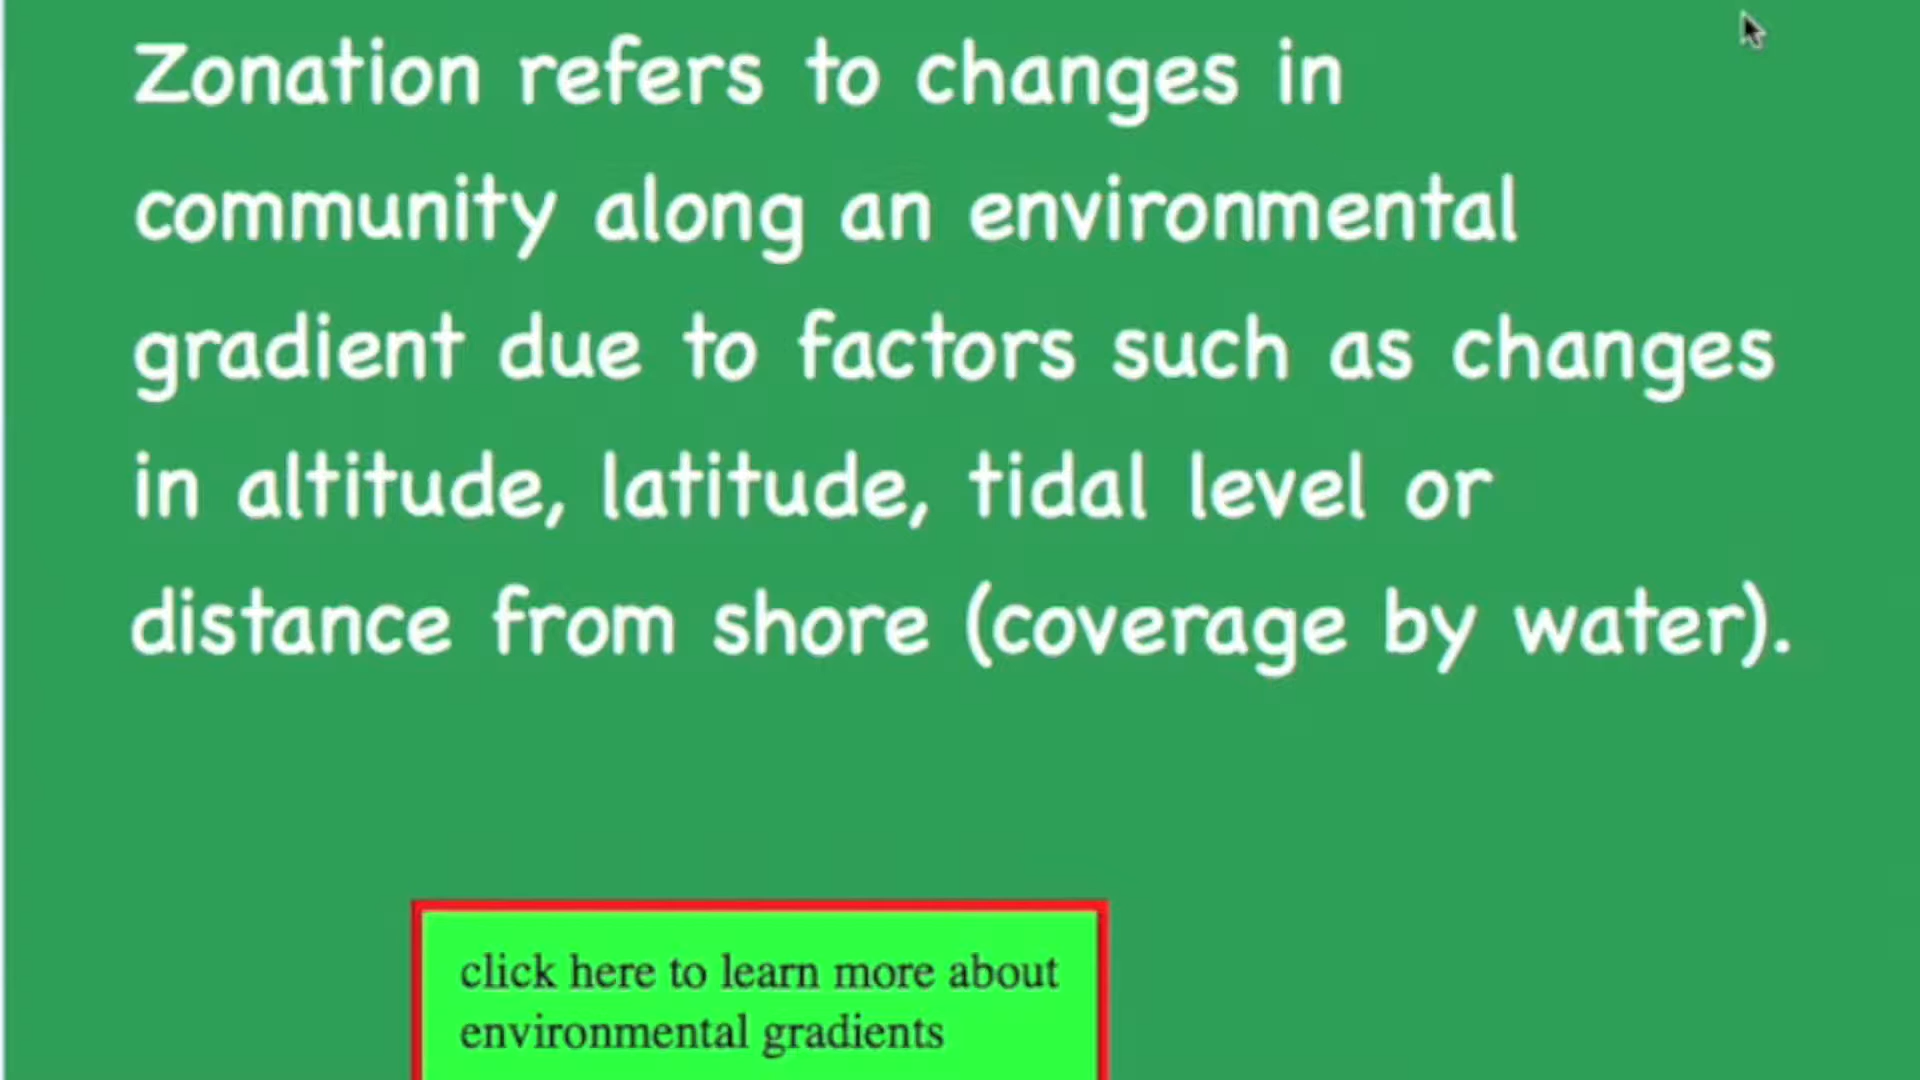 Zonation refers to changes in
community along an environmental
gradient due to factors such as changes
in altitude, latitude, tidal level or
distance from shore (coverage by water).
click here to learn more about
environmental gradients